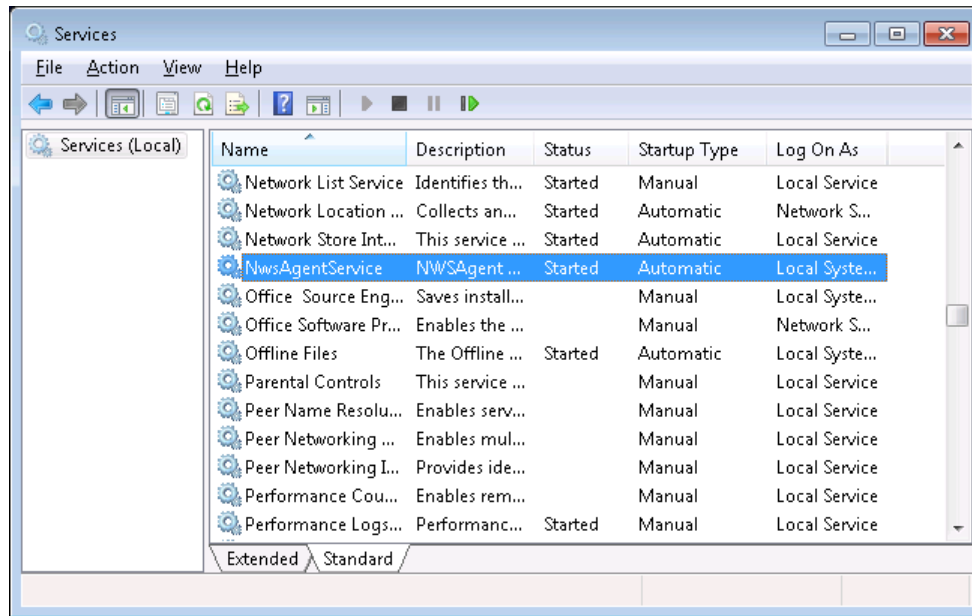 Services
File Action View Help
Services (Local)
Name Description Status Startup Type Log On As
Network List Service Identifies th... Started Manual Local Service
Network Location ... Collects an... Started Automatic Network S...
Network Store Int... This service ... Started Automatic Local Service
NwsAgentService NWSAgent ... Started Automatic Local Syste...
Office Source Eng... Saves install... Manual Local Syste...
Office Software Pr... Enables the ... Manual Network S...
Offline Files The Offline ... Started Automatic Local Syste...
Parental Controls This service ... Manual Local Service
Peer Name Resolu... Enables serv... Manual Local Service
Peer Networking ... Enables mul... Manual Local Service
Peer Networking I... Provides ide... Manual Local Service
Performance Cou... Enables rem... Manual Local Service
Performance Logs... Performanc... Started Manual Local Service
Extended Standard